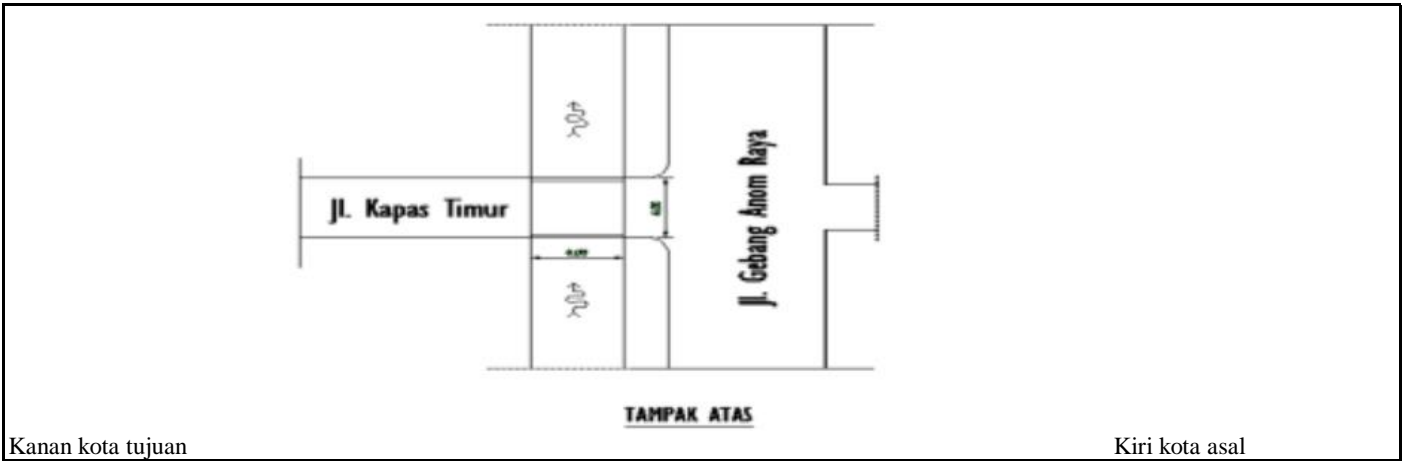 Jl. Kapas Timur
Jl. Gebang Anom Raya
TAMPAK ATAS
Kanan kota tujuan
Kiri kota asal